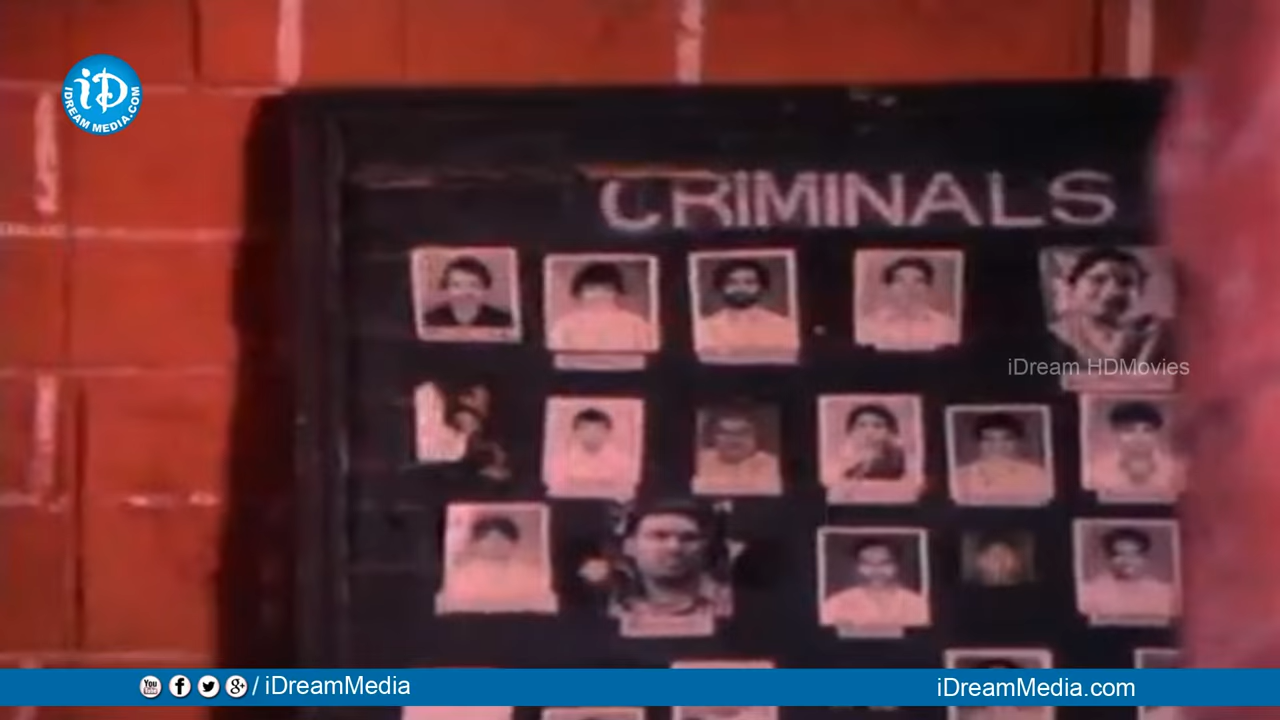 iD
IDREAM MEDIA.COM
CRIMINALS
iDream HDMovies
/ iDreamMedia
iDreamMedia.com